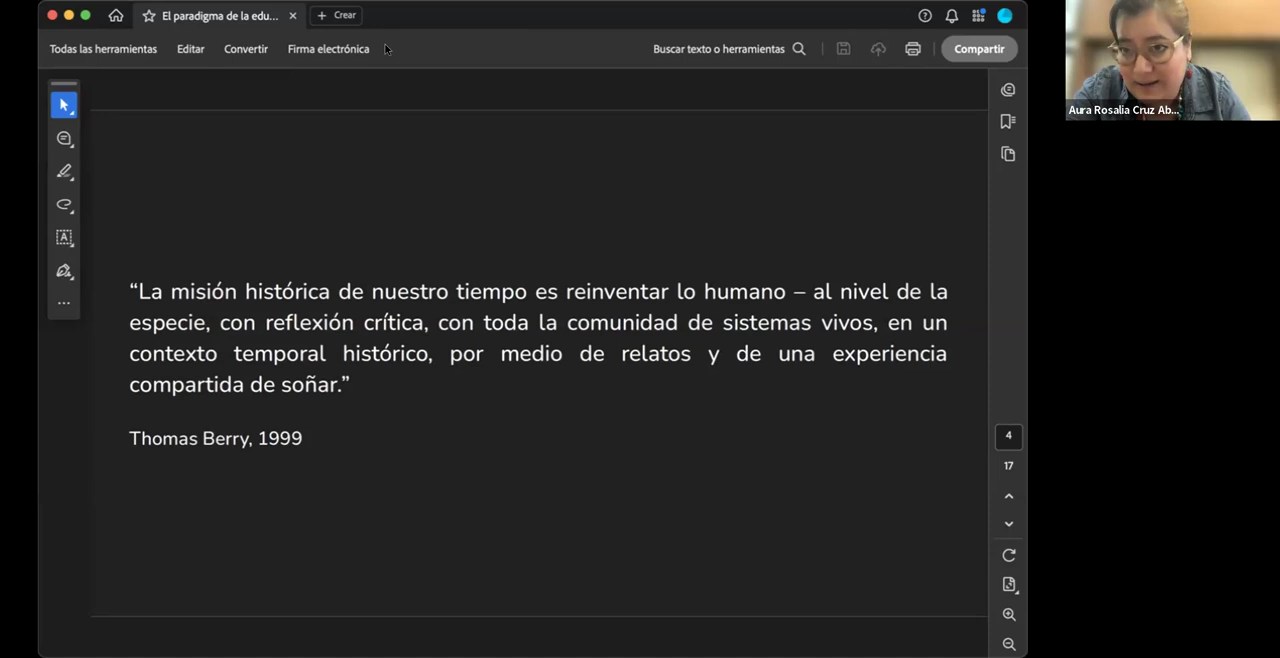 El paradigma de la edu...
Crear
Todas las herramientas
Editar
Convertir
Firma electrónica
Buscar texto o herramientas
Compartir
Aura Rosalia Cruz Ab...
“La misión histórica de nuestro tiempo es reinventar lo humano – al nivel de la
especie, con reflexión crítica, con toda la comunidad de sistemas vivos, en un
contexto temporal histórico, por medio de relatos y de una experiencia
compartida de soñar.”
Thomas Berry, 1999
4
17